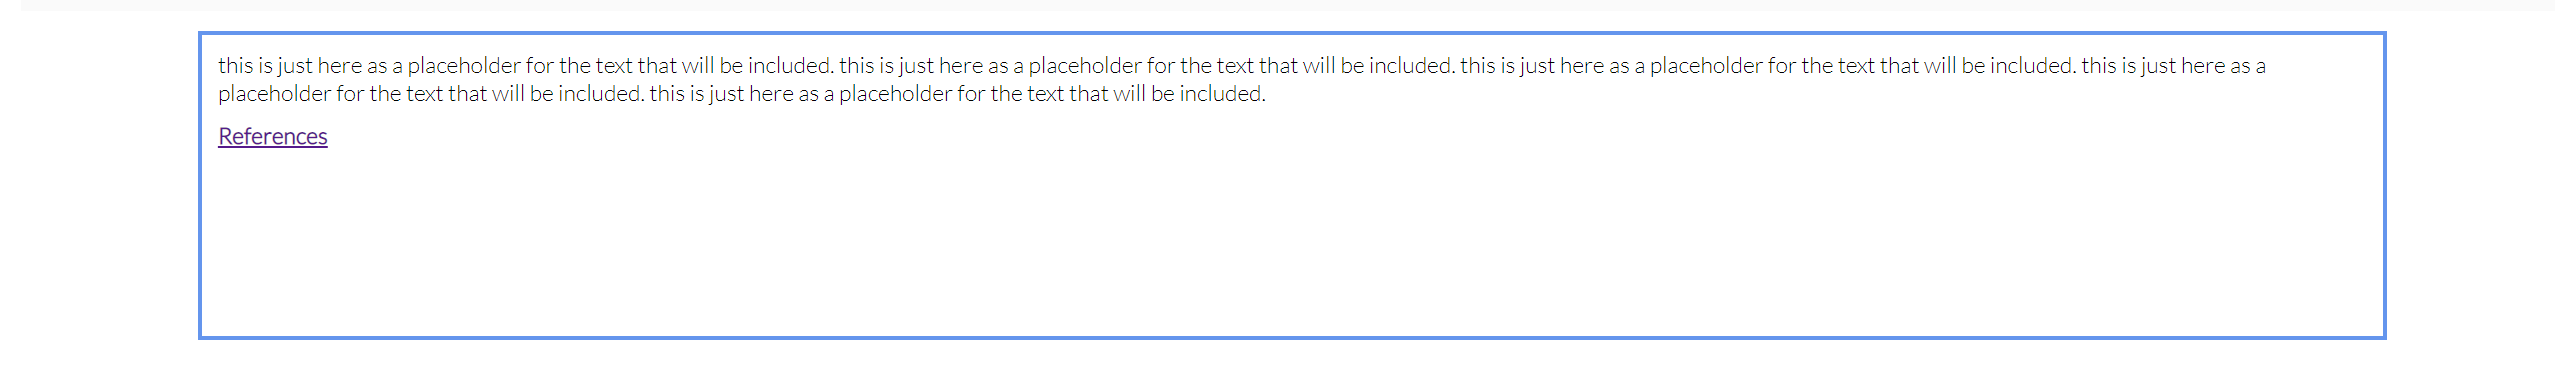 this is just here as a placeholder for the text that will be included. this is just here as a placeholder for the text that will be included. this is just here as a placeholder for the text that will be included. this is just here as a
placeholder for the text that will be included. this is just here as a placeholder for the text that will be included.
References